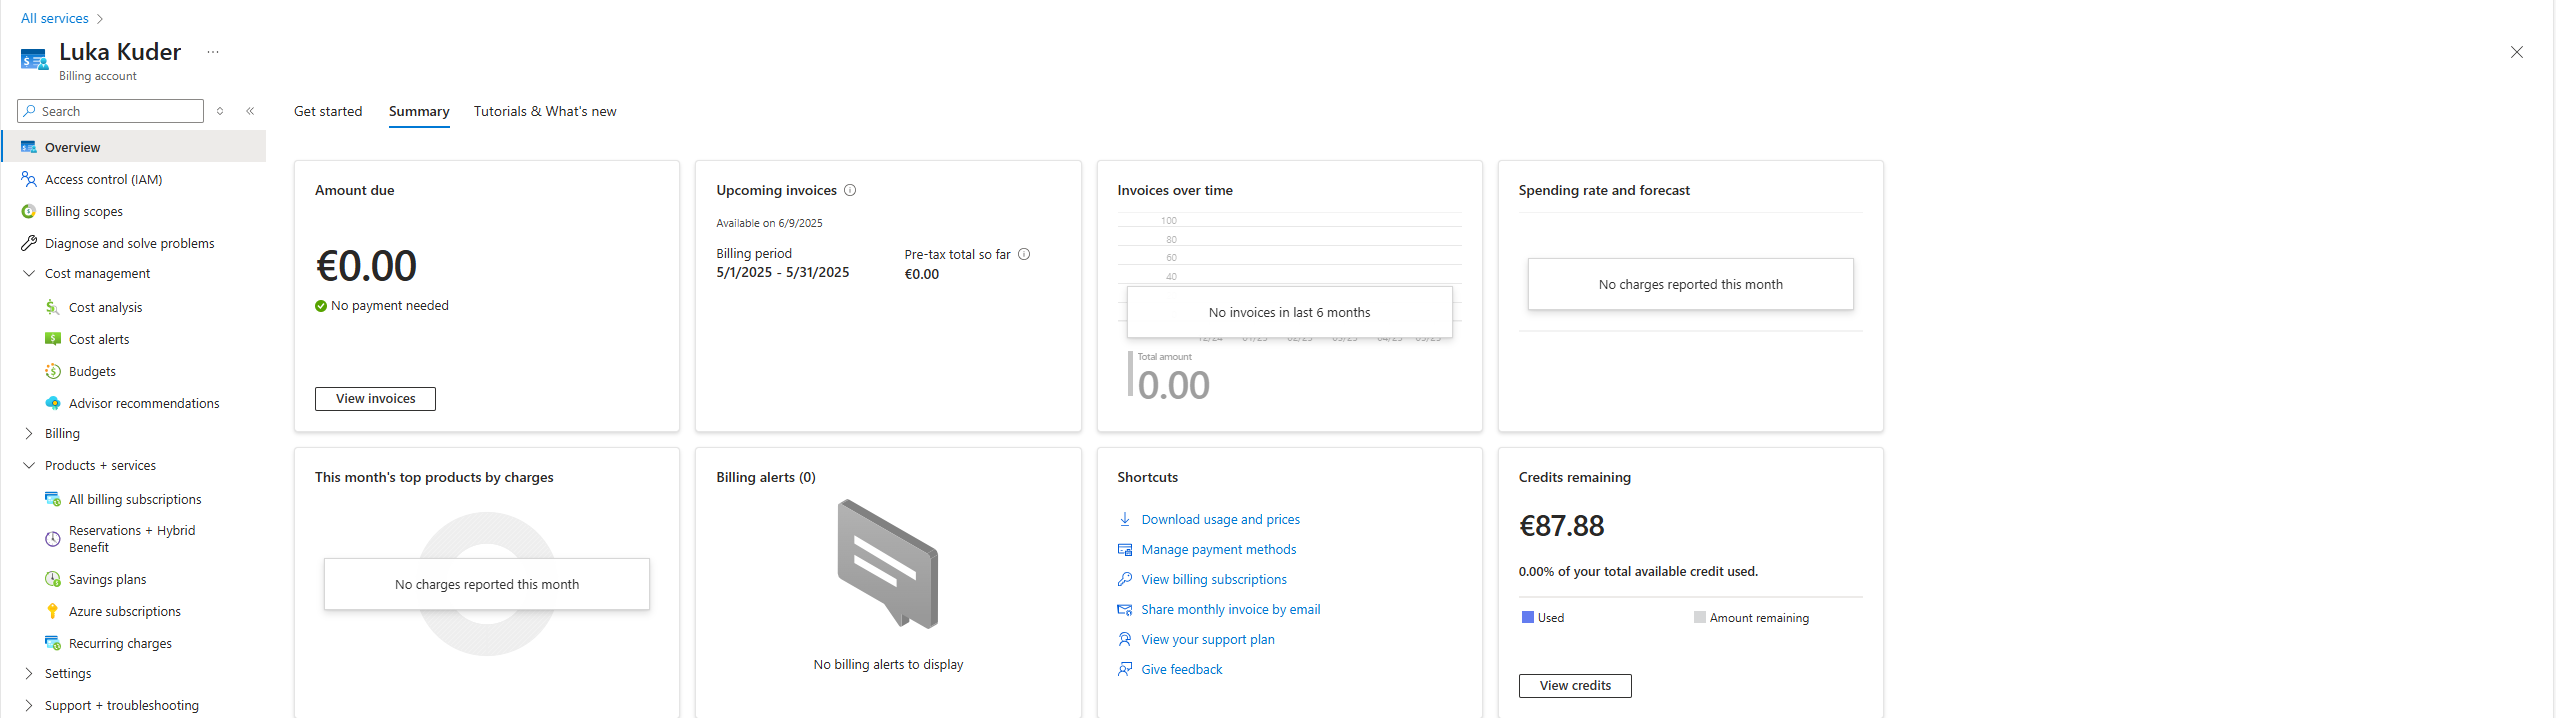 All services
Luka Kuder
...
Billing account
Search
Overview
Access control (IAM)
Billing scopes
Diagnose and solve problems
Cost management
Cost analysis
Cost alerts
Budgets
Advisor recommendations
Billing
Products + services
All billing subscriptions
Reservations + Hybrid
Benefit
Savings plans
Azure subscriptions
Recurring charges
Settings
Support + troubleshooting
Get started
Summary
Tutorials & What's new
Amount due
€0.00
No payment needed
View invoices
Upcoming invoices
Available on 6/9/2025
Billing period
5/1/2025 - 5/31/2025
Pre-tax total so far
€0.00
Invoices over time
100
80
60
40
No invoices in last 6 months
Total amount
0.00
Spending rate and forecast
No charges reported this month
This month's top products by charges
No charges reported this month
Billing alerts (0)
No billing alerts to display
Shortcuts
Download usage and prices
Manage payment methods
View billing subscriptions
Share monthly invoice by email
View your support plan
Give feedback
Credits remaining
€87.88
0.00% of your total available credit used.
Used
Amount remaining
View credits